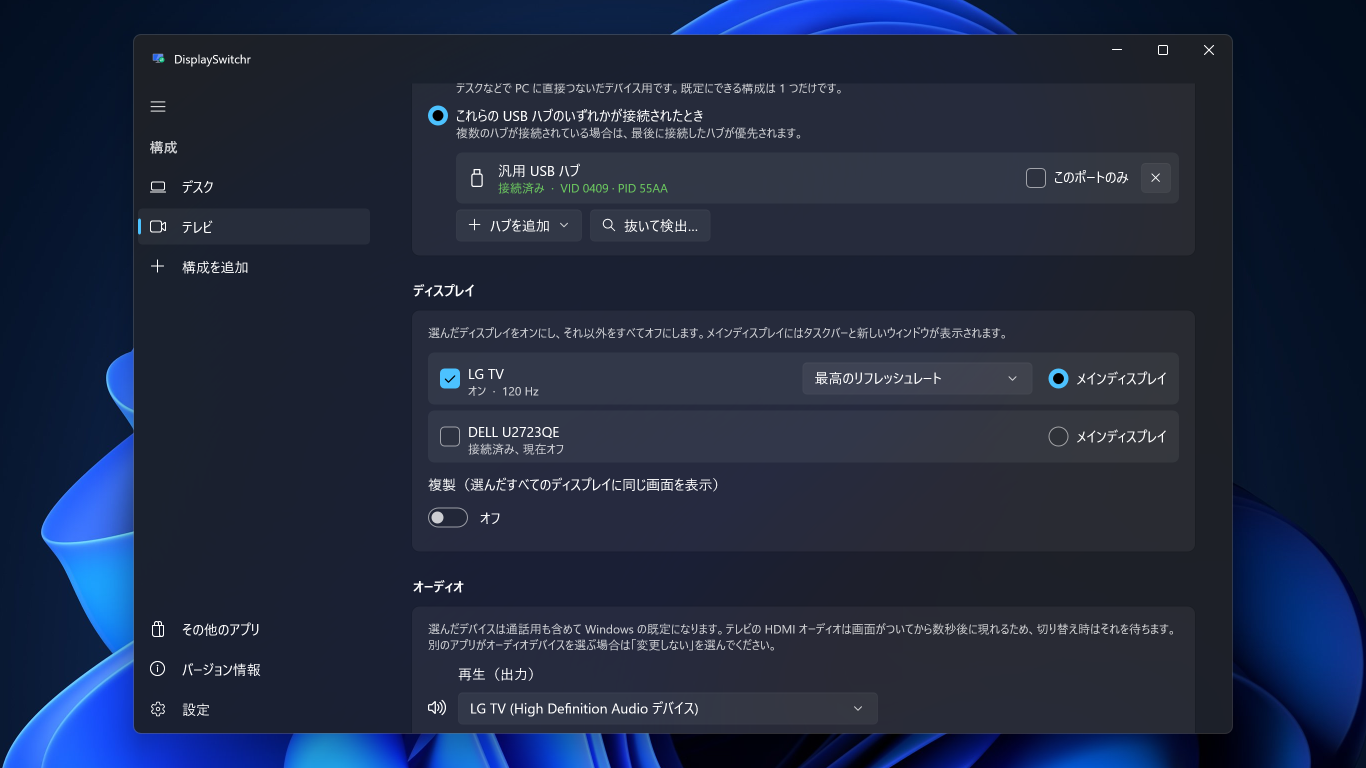 DisplaySwitchr
構成
デスク
テレビ
構成を追加
その他のアプリ
バージョン情報
設定
デスクなどで PC に直接つないだデバイス用です。既定にできる構成は 1 つだけです。
これらの USB ハブのいずれかが接続されたとき
複数のハブが接続されている場合は、最後に接続したハブが優先されます。
汎用 USB ハブ
接続済み · VID 0409 · PID 55AA
このポートのみ
ハブを追加
抜いて検出...
ディスプレイ
選んだディスプレイをオンにし、それ以外をすべてオフにします。メインディスプレイにはタスクバーと新しいウィンドウが表示されます。
LG TV
オン · 120 Hz
最高のリフレッシュレート
メインディスプレイ
DELL U2723QE
接続済み、現在オフ
メインディスプレイ
複製（選んだすべてのディスプレイに同じ画面を表示）
オフ
オーディオ
選んだデバイスは通話用も含めて Windows の既定になります。テレビの HDMI オーディオは画面がついてから数秒後に現れるため、切り替え時はそれを待ちます。
別のアプリがオーディオデバイスを選ぶ場合は「変更しない」を選んでください。
再生（出力）
LG TV (High Definition Audio デバイス)